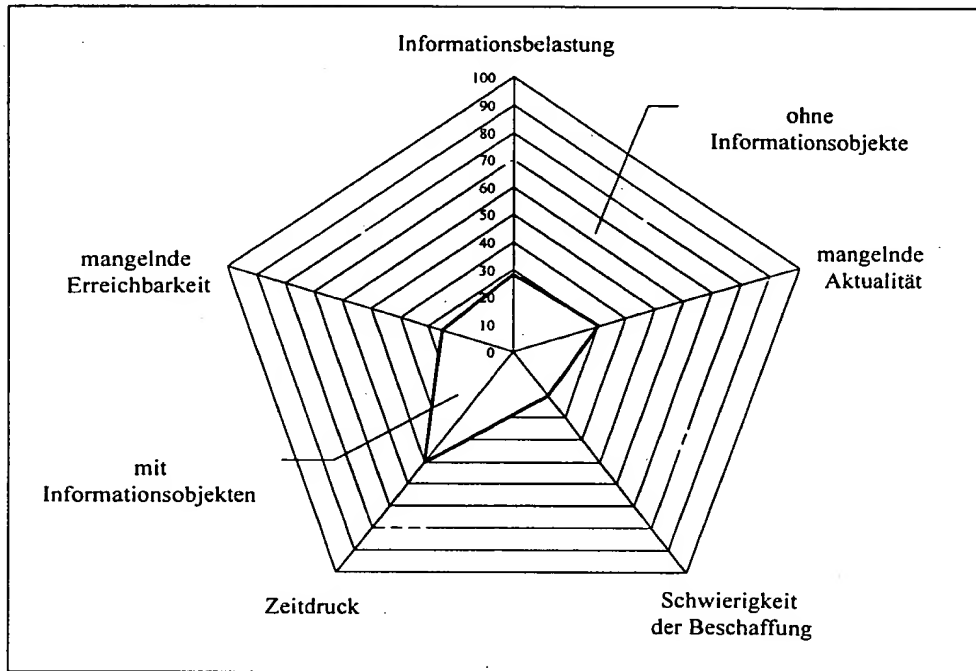 Informationsbelastung
100
90
80
70
60
50
40
30
20
10
0
ohne
Informationsobjekte
mangelnde
Erreichbarkeit
mangelnde
Aktualität
mit
Informationsobjekten
Zeitdruck
Schwierigkeit
der Beschaffung